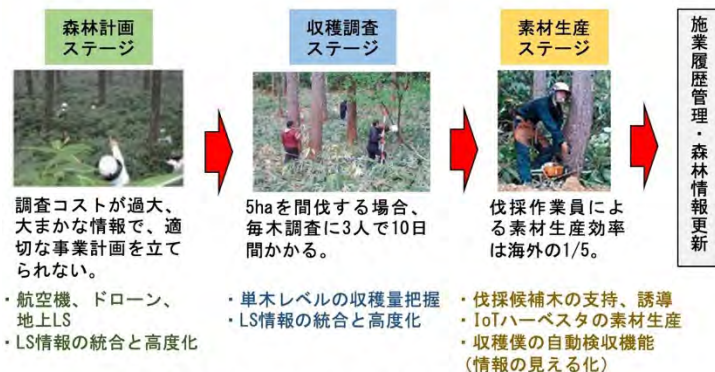 森林計画
ステージ
調査コストが過大、
大まかな情報で、適
切な事業計画を立て
られない。
・航空機、ドローン、
地上LS
・LS情報の統合と高度化
収穫調査
ステージ
5haを間伐する場合、
毎木調査に3人で10日
間かかる。
・単木レベルの収穫量把握
・LS情報の統合と高度化
素材生産
ステージ
伐採作業員によ
る素材生産効率
は海外の1/5。
・伐採候補木の支持、誘導
・IoTハーベスタの素材生産
・収穫僕の自動検収機能
(情報の見える化)
施業履歴管理・森林情報更新